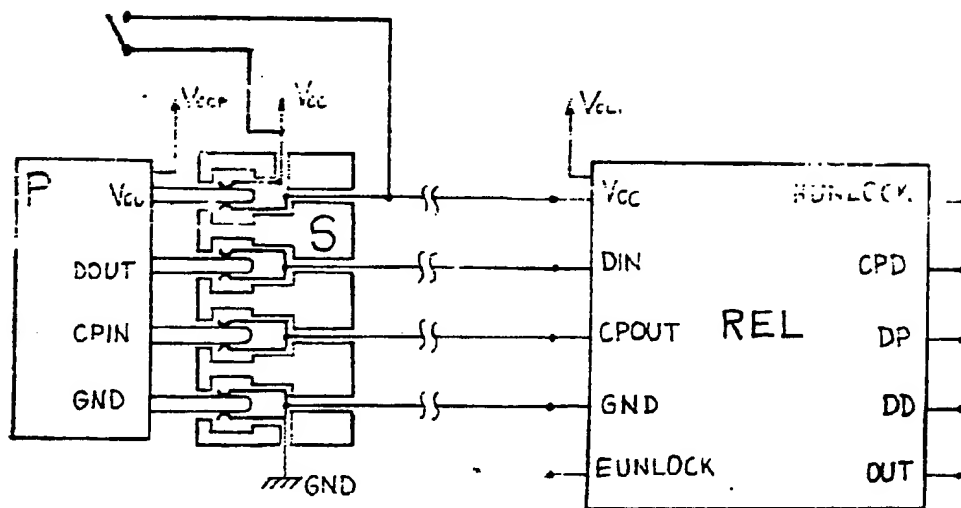 VCCP
VCC
P
VCC
S
DOUT
CPIN
GND
GND
VCC
DIN
CPOUT
GND
EUNLOCK
REL
CPD
DP
DD
OUT